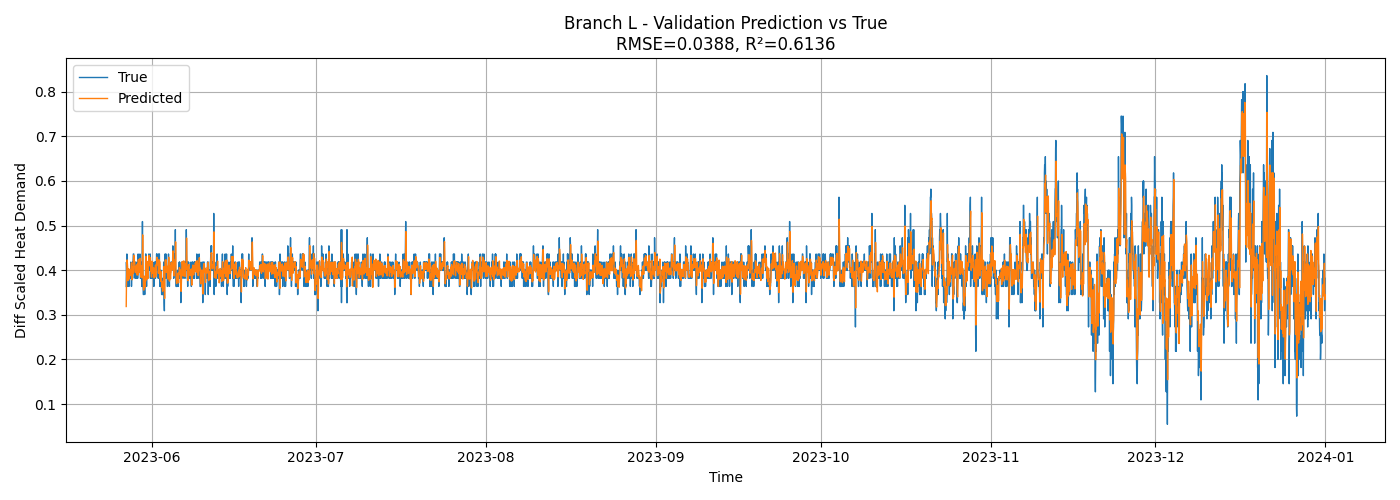 Branch L - Validation Prediction vs True
RMSE=0.0388, R²=0.6136
True
Predicted
Diff Scaled Heat Demand
0.8
0.7
0.6
0.5
0.4
0.3
0.2
0.1
2023-06 2023-07 2023-08 2023-09 2023-10 2023-11 2023-12 2024-01
Time